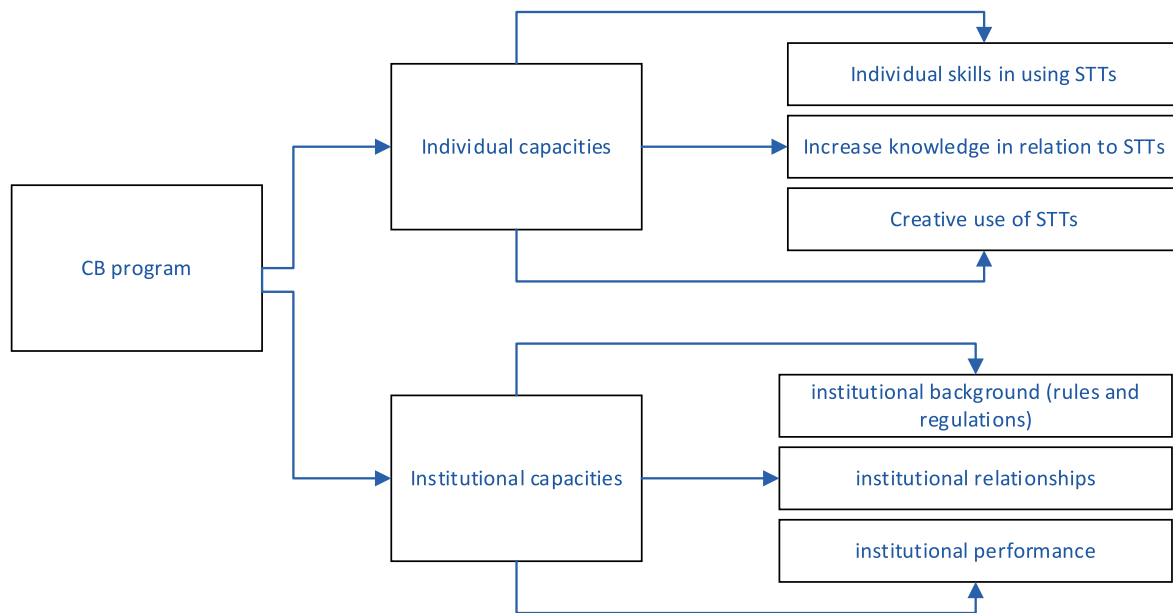 Individual skills in using STTs
Individual capacities
Increase knowledge in relation to STTs
Creative use of STTs
CB program
institutional background (rules and
regulations)
Institutional capacities
institutional relationships
institutional performance